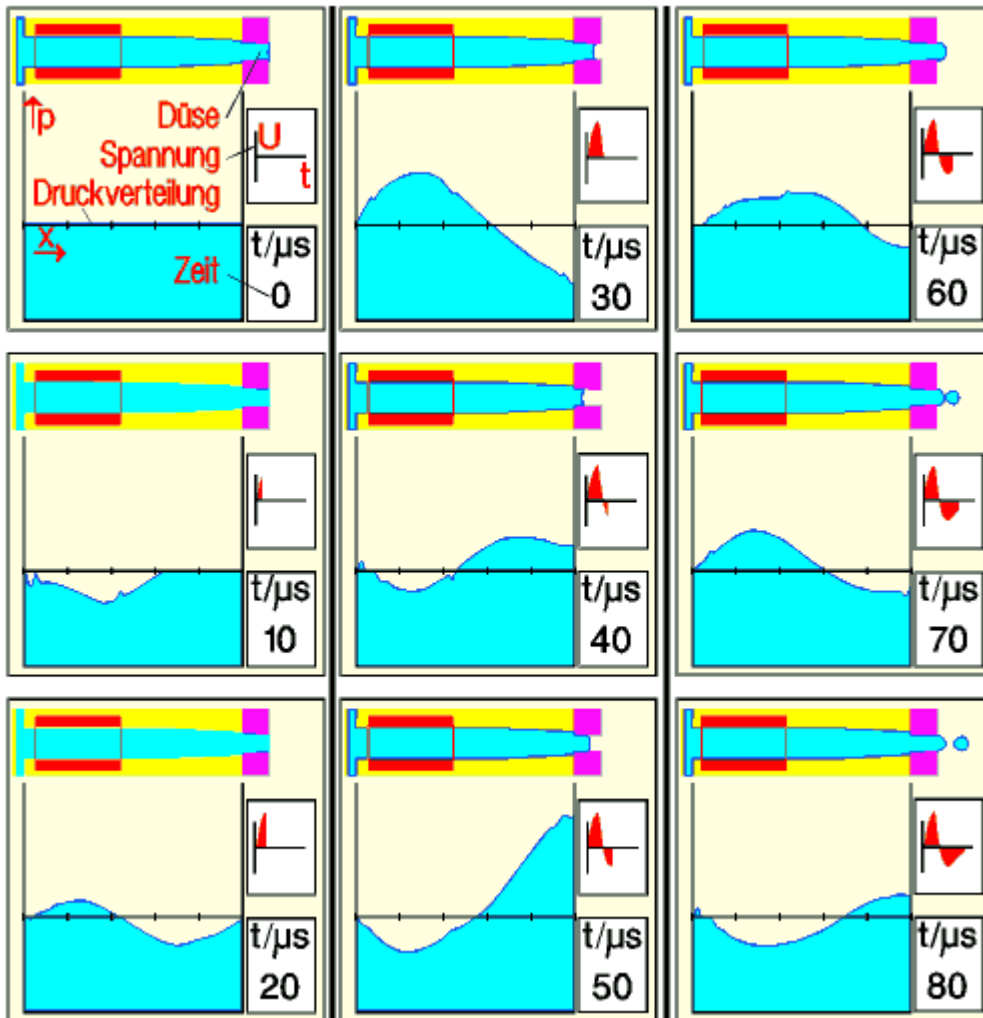 ↑p
Düse
Spannung
U
t
Druckverteilung
x
Zeit
t/µs
0
t/µs
10
t/µs
20
t/µs
30
t/µs
40
t/µs
50
t/µs
60
t/µs
70
t/µs
80